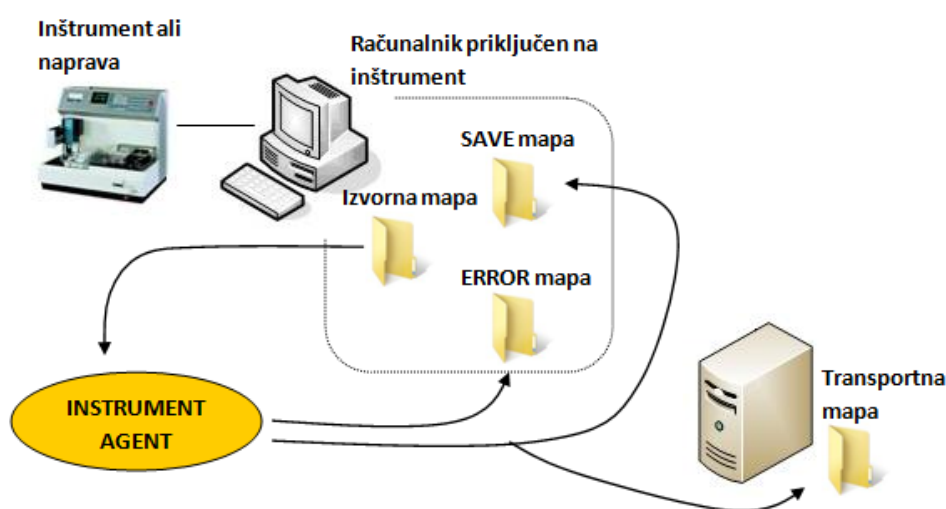 Inštrument ali
naprava
Računalnik priključen na
inštrument
SAVE mapa
Izvorna mapa
ERROR mapa
INSTRUMENT
AGENT
Transportna
mapa